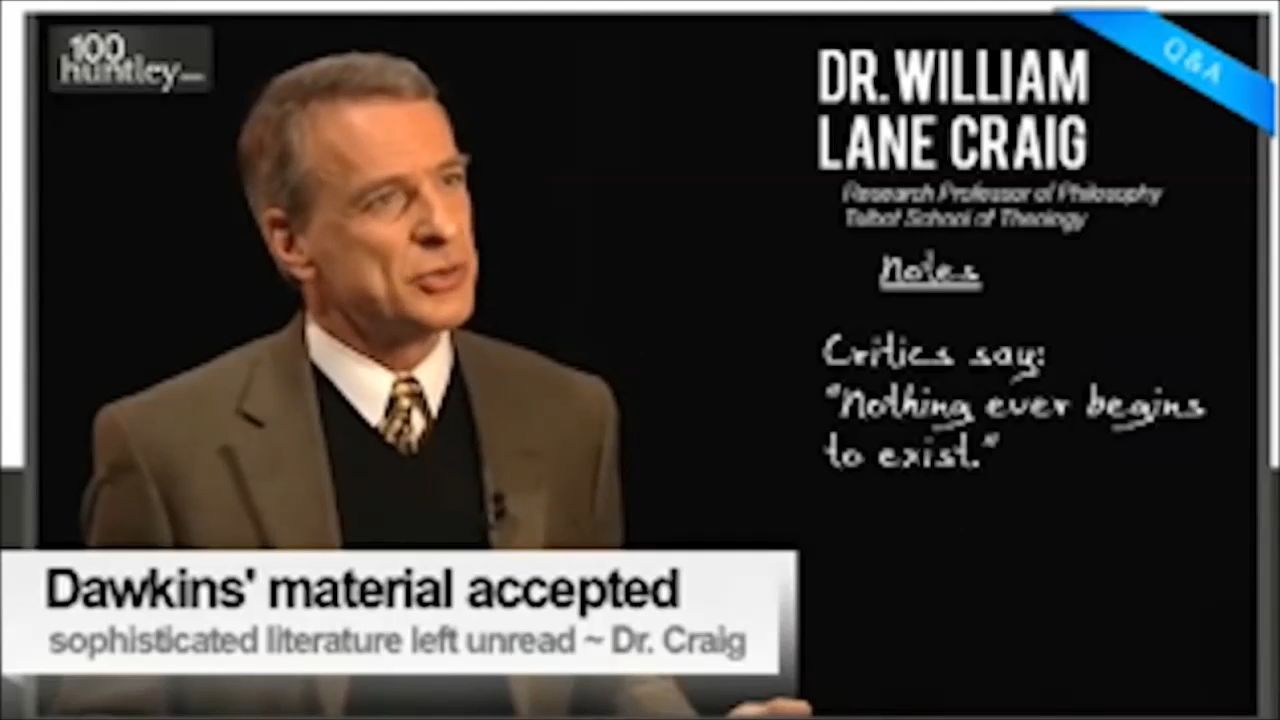 100
huntley
Q&A
DR. WILLIAM
LANE CRAIG
Research Professor of Philosophy
Talbot School of Theology
Notes
Critics say:
"Nothing ever begins
to exist."
Dawkins' material accepted
sophisticated literature left unread ~ Dr. Craig